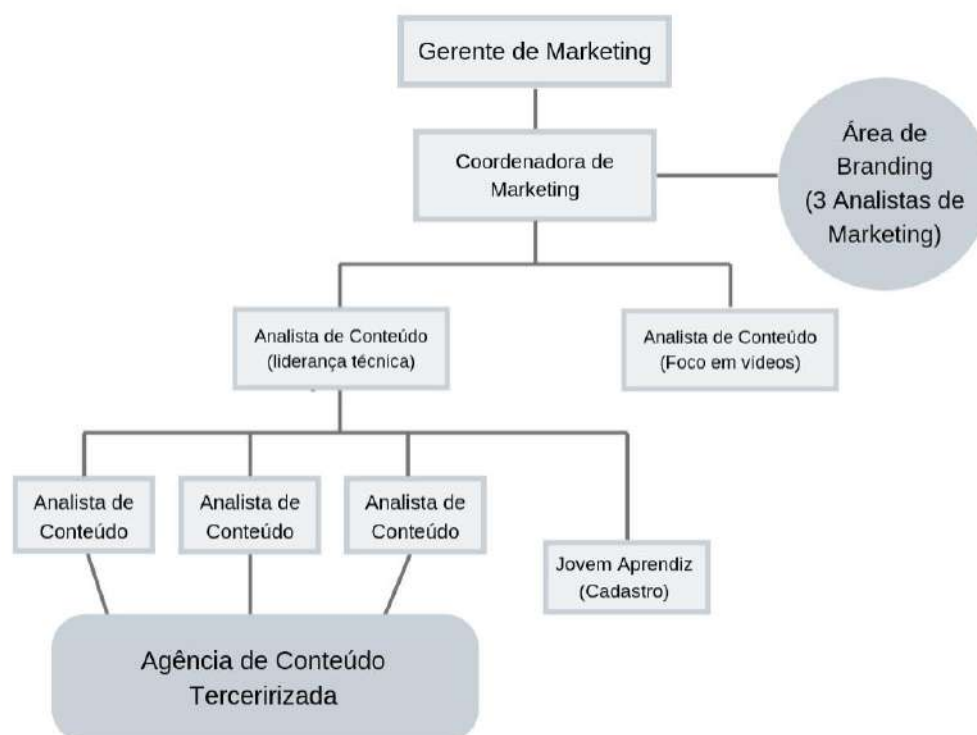 Gerente de Marketing
Coordenadora de
Marketing
Área de
Branding
(3 Analistas de
Marketing)
Analista de Conteúdo
(liderança técnica)
Analista de Conteúdo
(Foco em vídeos)
Analista de
Conteúdo
Analista de
Conteúdo
Analista de
Conteúdo
Jovem Aprendiz
(Cadastro)
Agência de Conteúdo
Terceririzada